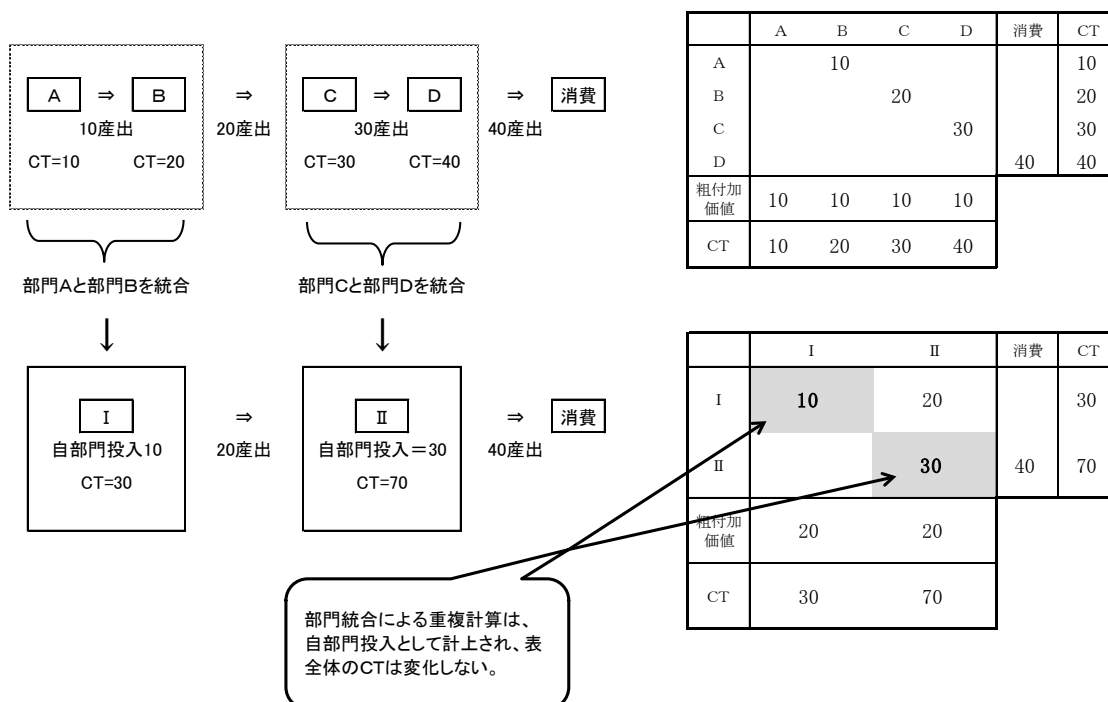 A ⇒ B ⇒ C ⇒ D ⇒ 消費
10産出 20産出 30産出 40産出
CT=10 CT=20 CT=30 CT=40
部門Aと部門Bを統合 部門Cと部門Dを統合
↓ ↓
Ⅰ ⇒ Ⅱ ⇒ 消費
自部門投入10 20産出 自部門投入=30 40産出
CT=30 CT=70
部門統合による重複計算は、
自部門投入として計上され、表
全体のCTは変化しない。
A B C D 消費 CT
A 10 10
B 20 20
C 30 30
D 40 40
粗付加
価値 10 10 10 10
CT 10 20 30 40
Ⅰ Ⅱ 消費 CT
Ⅰ 10 20 30
Ⅱ 30 40 70
粗付加
価値 20 20
CT 30 70